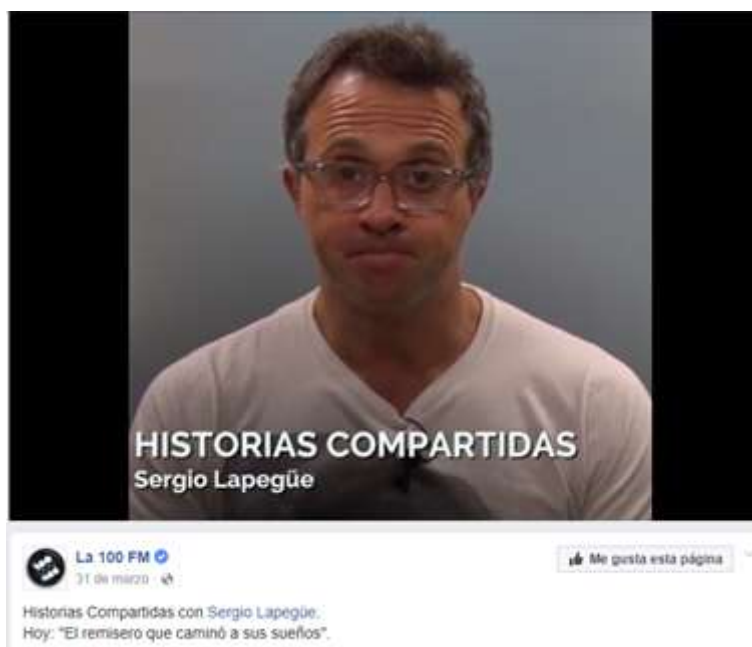 HISTORIAS COMPARTIDAS
Sergio Lapegüe
La 100 FM
Me gusta esta página
31 de marzo
Historias Compartidas con Sergio Lapegüe.
Hoy: "El remisero que caminó a sus sueños".